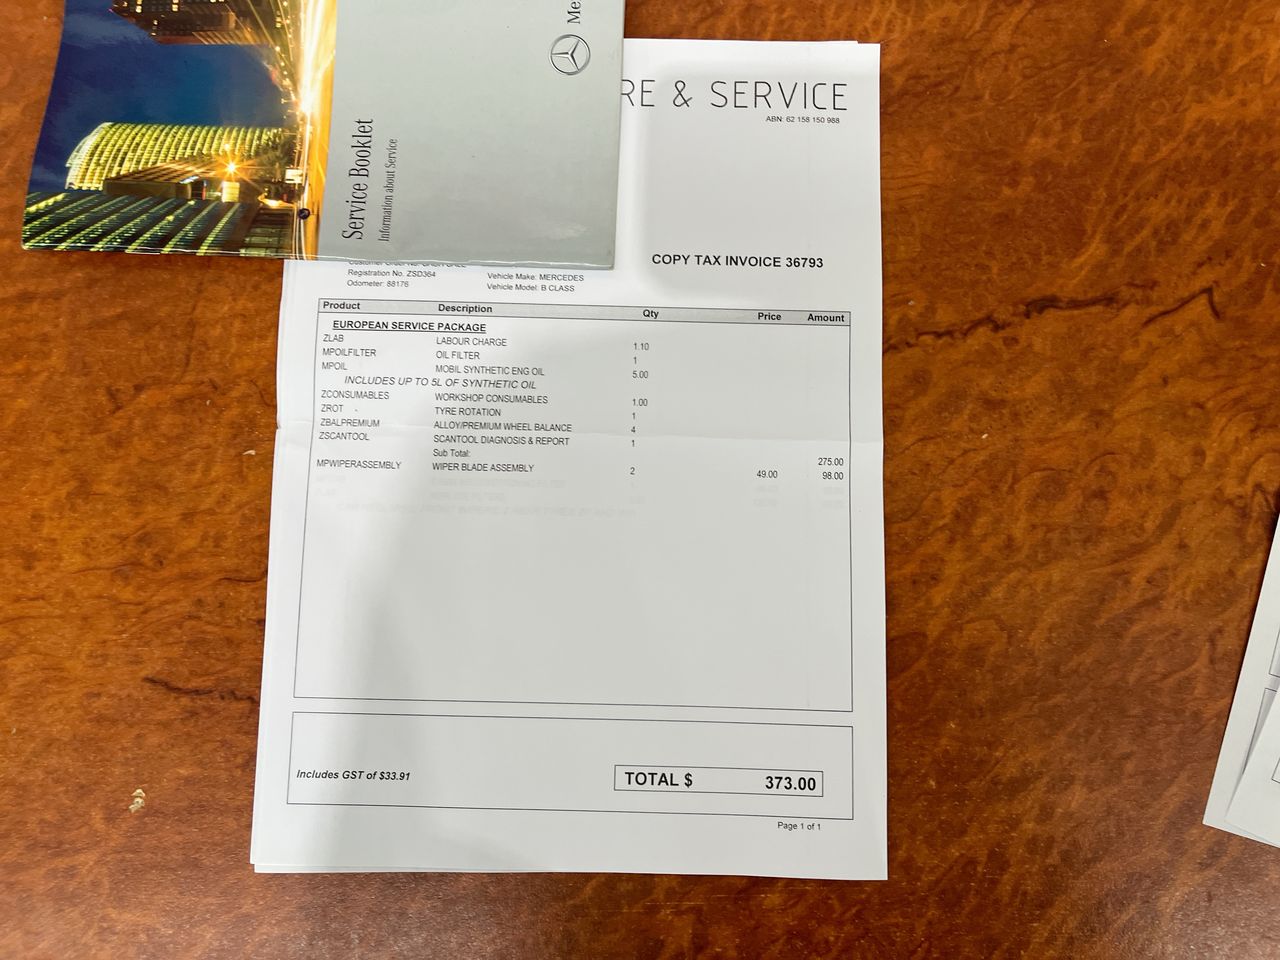 Service Booklet
Information about Service
Me
RE & SERVICE
ABN: 62 158 150 988
COPY TAX INVOICE 36793
Registration No. ZSD364 Vehicle Make: MERCEDES
Odometer: 88176 Vehicle Model: B CLASS
Product Description Qty Price Amount
EUROPEAN SERVICE PACKAGE
ZLAB LABOUR CHARGE 1.10
MPOILFILTER OIL FILTER 1
MPOIL MOBIL SYNTHETIC ENG OIL 5.00
INCLUDES UP TO 5L OF SYNTHETIC OIL
ZCONSUMABLES WORKSHOP CONSUMABLES 1.00
ZROT TYRE ROTATION 1
ZBALPREMIUM ALLOY/PREMIUM WHEEL BALANCE 4
ZSCANTOOL SCANTOOL DIAGNOSIS & REPORT 1
Sub Total: 275.00
MPWIPERASSEMBLY WIPER BLADE ASSEMBLY 2 49.00 98.00
Includes GST of $33.91
TOTAL $ 373.00
Page 1 of 1